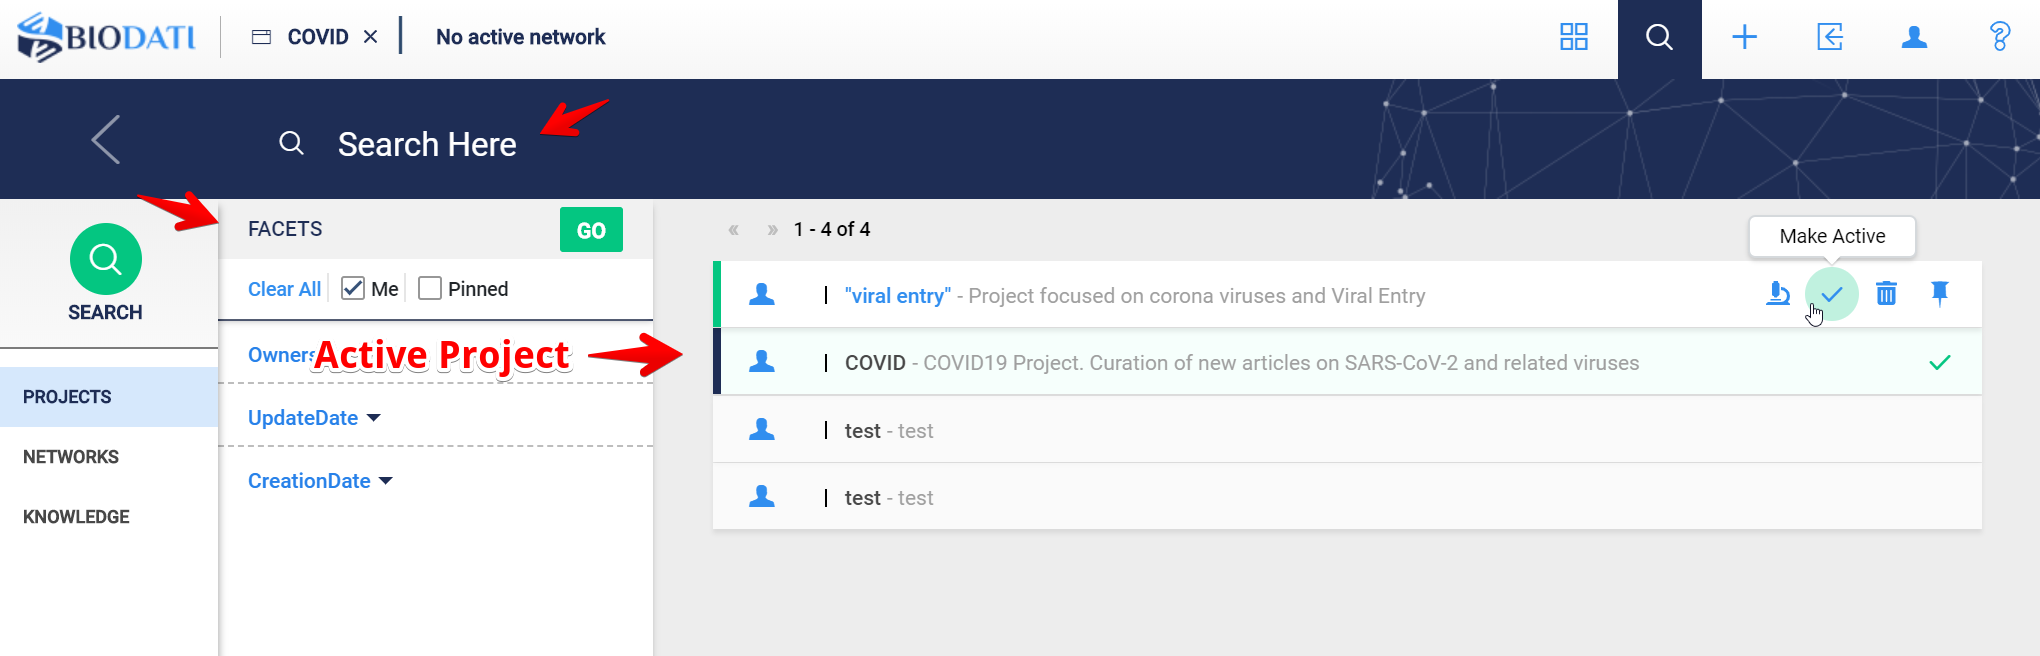 BIODATI
COVID
No active network
Search Here
SEARCH
PROJECTS
NETWORKS
KNOWLEDGE
FACETS
GO
Clear All
Me
Pinned
Owners
Active Project
UpdateDate
CreationDate
« » 1 - 4 of 4
Make Active
"viral entry" - Project focused on corona viruses and Viral Entry
COVID - COVID19 Project. Curation of new articles on SARS-CoV-2 and related viruses
test - test
test - test